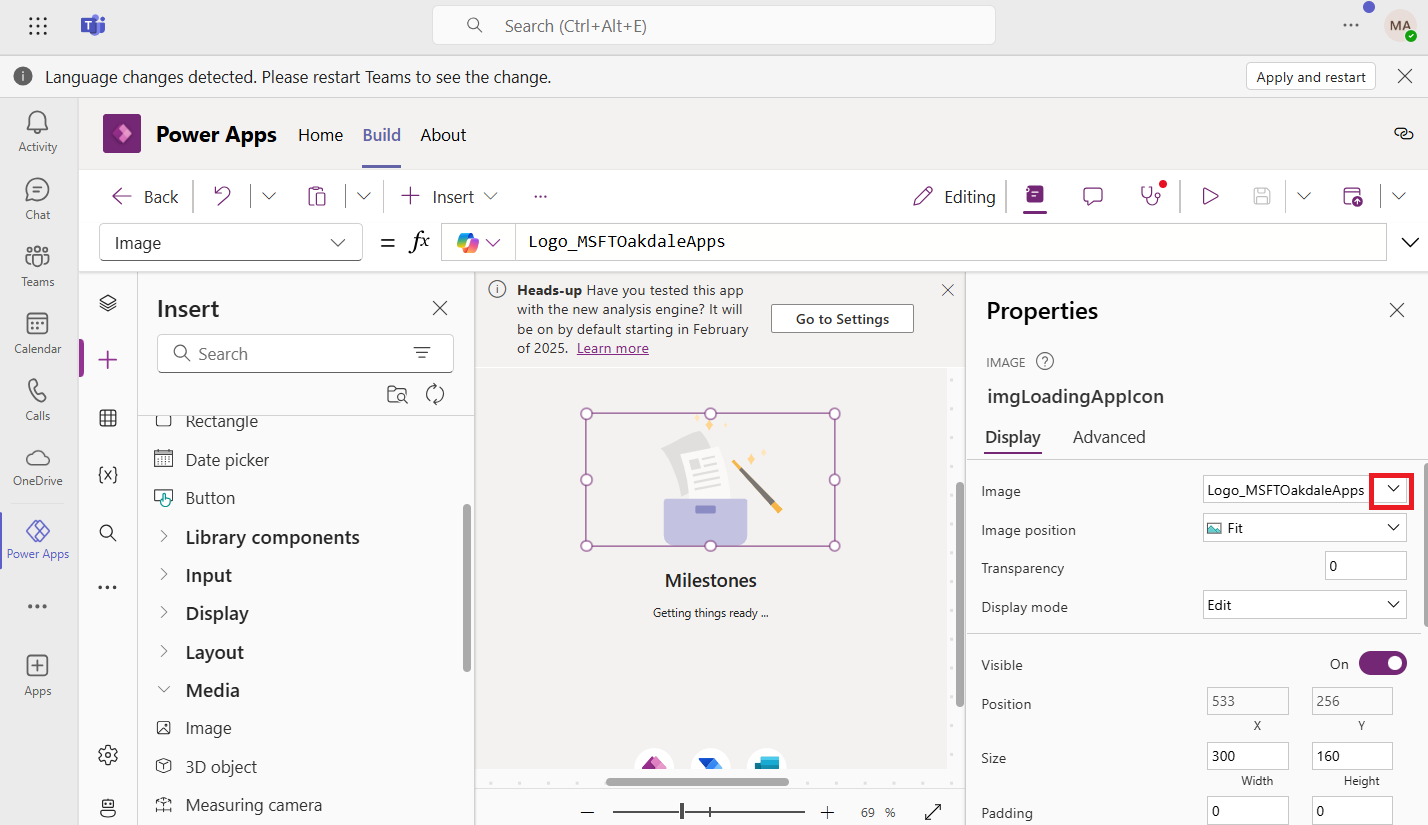 Search (Ctrl+Alt+E)
MA
Language changes detected. Please restart Teams to see the change.
Apply and restart
Activity
Chat
Teams
Calendar
Calls
OneDrive
Power Apps
Apps
Power Apps
Home
Build
About
Back
Insert
Editing
Image
= fx
Logo_MSFTOakdaleApps
Insert
Search
Rectangle
Date picker
Button
Library components
Input
Display
Layout
Media
Image
3D object
Measuring camera
Heads-up Have you tested this app
with the new analysis engine? It will
be on by default starting in February
of 2025. Learn more
Go to Settings
Milestones
Getting things ready ...
69 %
Properties
IMAGE
imgLoadingAppIcon
Display
Advanced
Image
Logo_MSFTOakdaleApps
Image position
Fit
Transparency
0
Display mode
Edit
Visible
On
Position
533
256
X
Y
Size
300
160
Width
Height
Padding
0
0